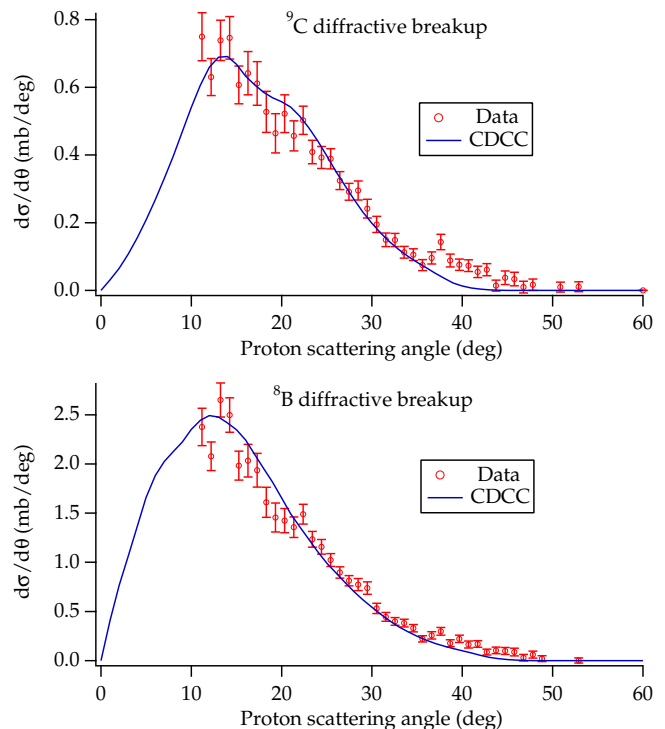 ⁹C diffractive breakup
0.8
0.6
0.4
0.2
0.0
dσ/dθ (mb/deg)
Data
CDCC
0 10 20 30 40 50 60
Proton scattering angle (deg)
⁸B diffractive breakup
2.5
2.0
1.5
1.0
0.5
0.0
dσ/dθ (mb/deg)
Data
CDCC
0 10 20 30 40 50 60
Proton scattering angle (deg)